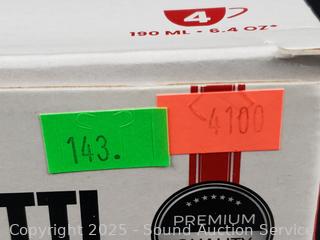 4
190 ML • 6.4 OZ*
143.
4100
TTI
PREMIUM
Copyright 2025 - Sound Auction Service